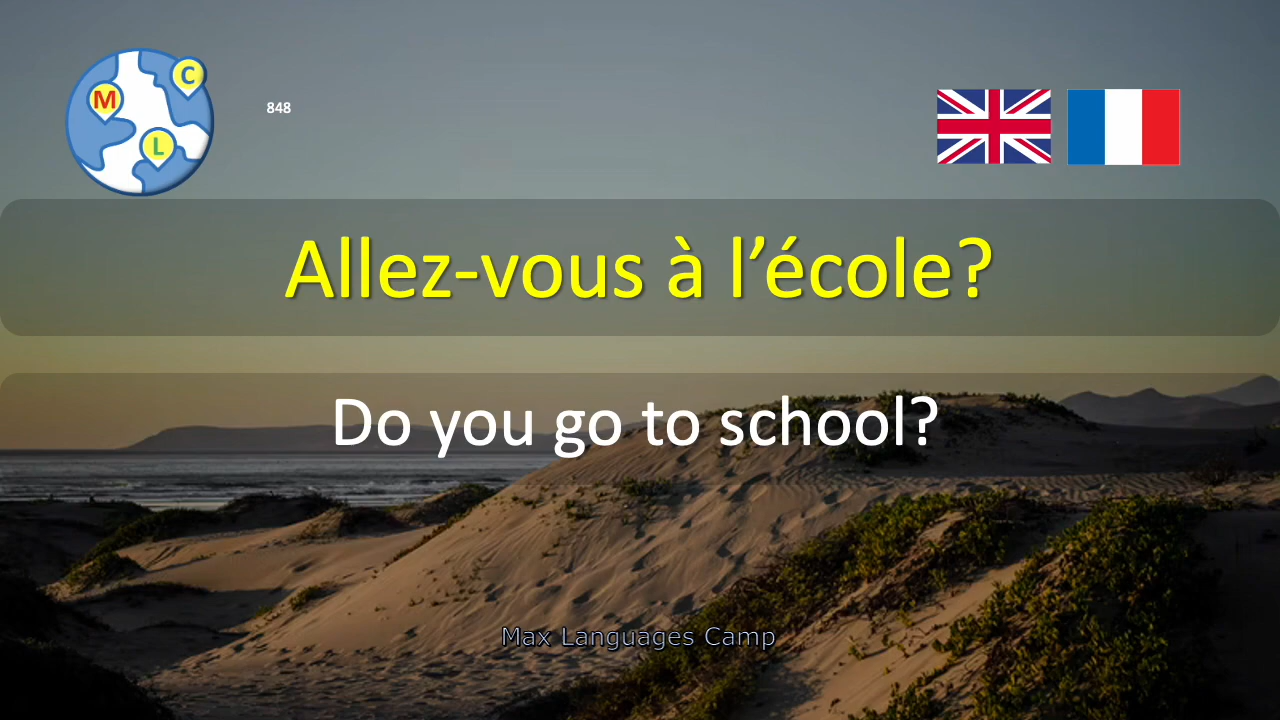 M
C
L
848
Allez-vous à l’école?
Do you go to school?
Max Languages Camp